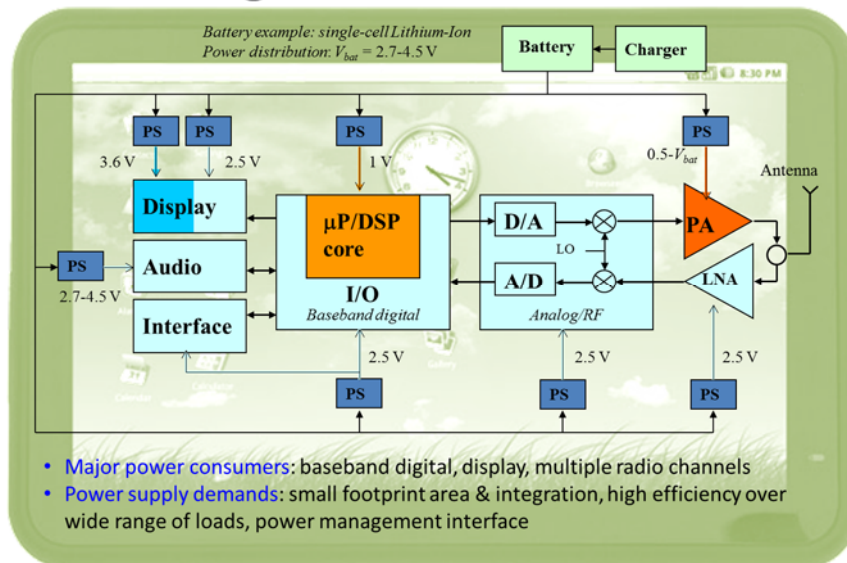 Battery example: single-cell Lithium-Ion
Power distribution: Vbat = 2.7-4.5 V
Battery
Charger
8:30 PM
PS
PS
PS
PS
3.6 V
2.5 V
1 V
0.5-Vbat
Antenna
Display
μP/DSP
core
D/A
PA
PS
Audio
LO
2.7-4.5 V
I/O
A/D
LNA
Interface
Baseband digital
Analog/RF
2.5 V
2.5 V
2.5 V
PS
PS
PS
Gallery
Calendar
• Major power consumers: baseband digital, display, multiple radio channels
• Power supply demands: small footprint area & integration, high efficiency over
wide range of loads, power management interface